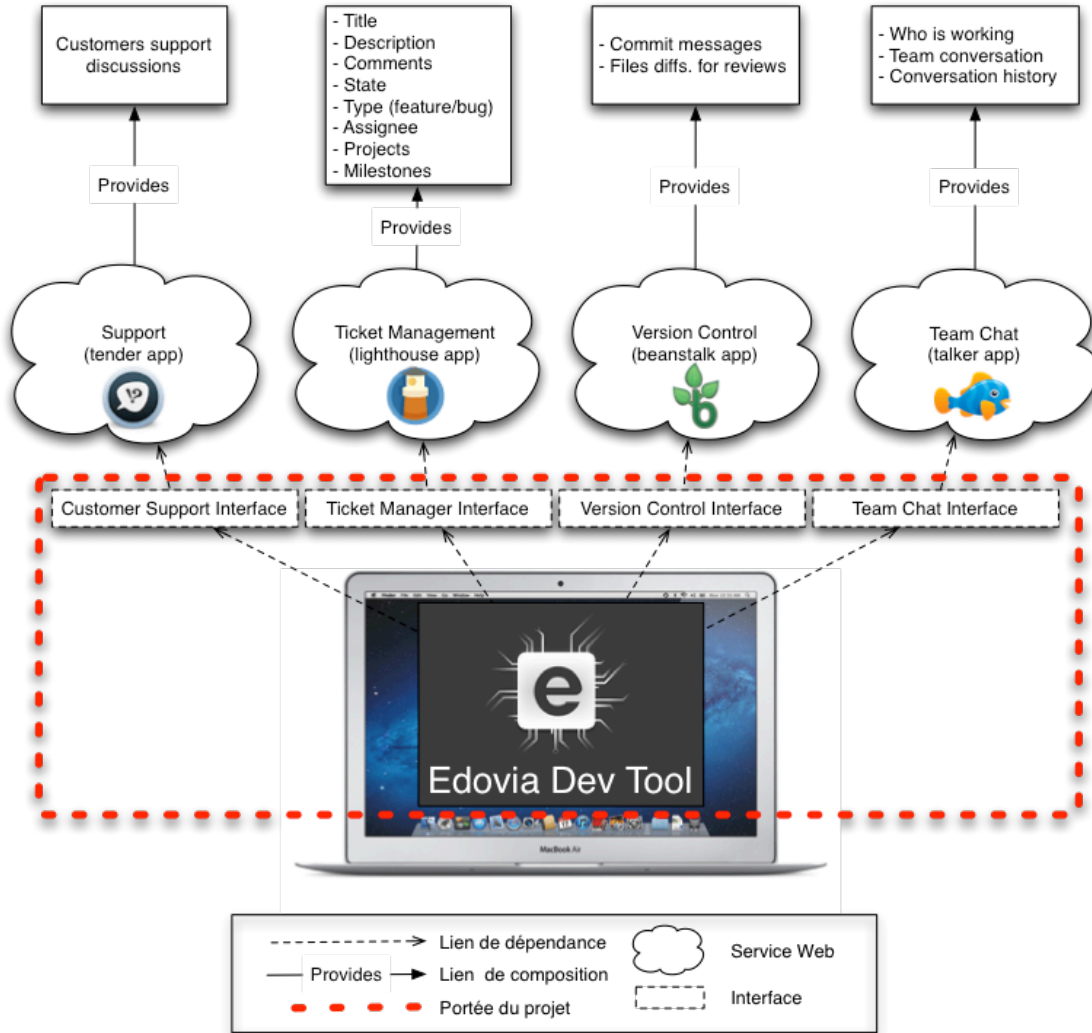 Customers support
discussions
- Title
- Description
- Comments
- State
- Type (feature/bug)
- Assignee
- Projects
- Milestones
- Commit messages
- Files diffs. for reviews
- Who is working
- Team conversation
- Conversation history
Provides
Provides
Provides
Provides
Support
(tender app)
Ticket Management
(lighthouse app)
Version Control
(beanstalk app)
Team Chat
(talker app)
Customer Support Interface
Ticket Manager Interface
Version Control Interface
Team Chat Interface
e
Edovia Dev Tool
MacBook Air
Lien de dépendance
Provides
Lien de composition
Portée du projet
Service Web
Interface